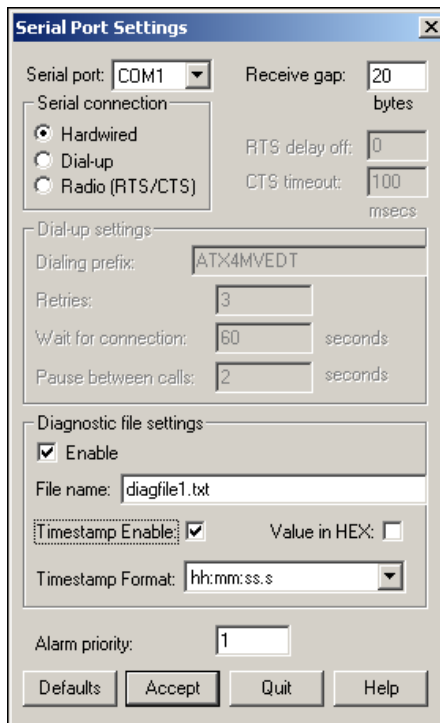 Serial Port Settings
Serial port: COM1 Receive gap: 20
bytes
Serial connection
Hardwired
Dial-up
Radio (RTS/CTS)
RTS delay off: 0
CTS timeout: 100
msecs
Dial-up settings
Dialing prefix: ATX4MVEDT
Retries: 3
Wait for connection: 60 seconds
Pause between calls: 2 seconds
Diagnostic file settings
Enable
File name: diagfile1.txt
Timestamp Enable: Value in HEX:
Timestamp Format: hh:mm:ss.s
Alarm priority: 1
Defaults Accept Quit Help